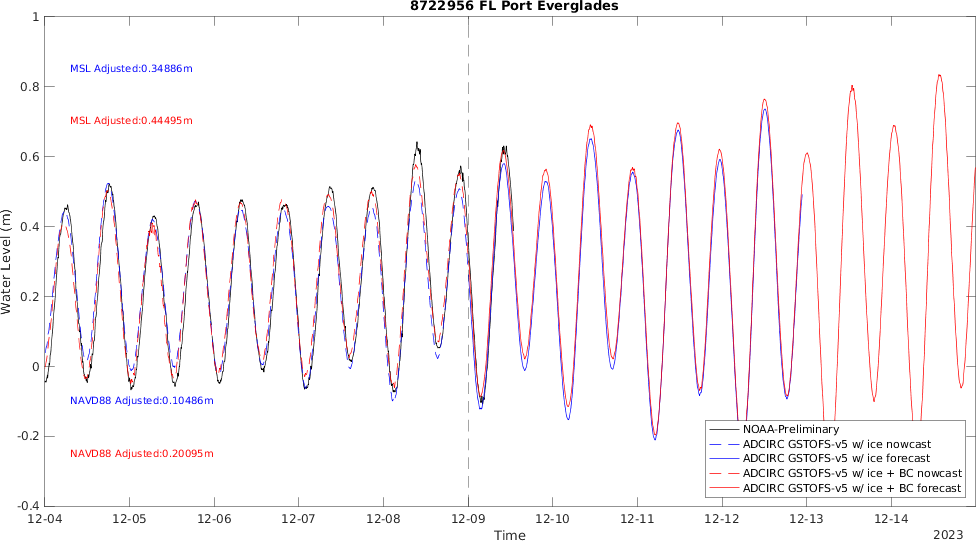 8722956 FL Port Everglades
1
0.8
0.6
0.4
0.2
0
-0.2
-0.4
Water Level (m)
MSL Adjusted:0.34886m
MSL Adjusted:0.44495m
NAVD88 Adjusted:0.10486m
NAVD88 Adjusted:0.20095m
NOAA-Preliminary
ADCIRC GSTOFS-v5 w/ ice nowcast
ADCIRC GSTOFS-v5 w/ ice forecast
ADCIRC GSTOFS-v5 w/ ice + BC nowcast
ADCIRC GSTOFS-v5 w/ ice + BC forecast
12-04 12-05 12-06 12-07 12-08 12-09 12-10 12-11 12-12 12-13 12-14
Time
2023